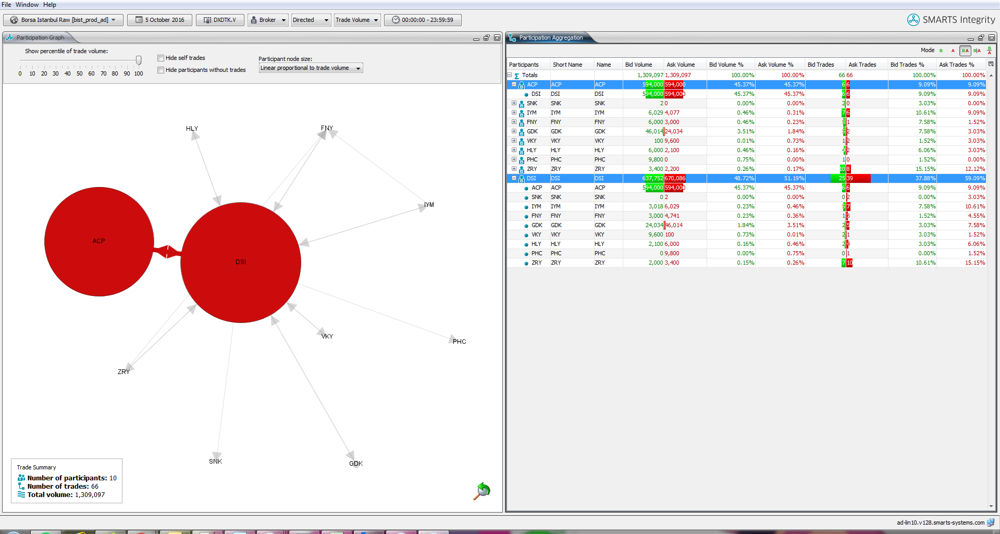 File Window Help
Borsa Istanbul Raw [bist_prod_ad] 5 October 2016 DXDTK.V Broker Directed Trade Volume 00:00:00 - 23:59:59 SMARTS Integrity
Participation Graph
Show percentile of trade volume:
0 10 20 30 40 50 60 70 80 90 100
Hide self trades
Hide participants without trades
Participant node size:
Linear proportional to trade volume
HLY
FNY
IYM
ACP
DSI
VKY
PHC
ZRY
SNK
GDK
Trade Summary
Number of participants: 10
Number of trades: 66
Total volume: 1,309,097
Participation Aggregation
Mode B A BA B|A B A
Participants Short Name Name Bid Volume Ask Volume Bid Volume % Ask Volume % Bid Trades Ask Trades Bid Trades % Ask Trades %
Totals 1,309,097 1,309,097 100.00% 100.00% 66 66 100.00% 100.00%
ACP ACP ACP 594,000 594,000 45.37% 45.37% 6 6 9.09% 9.09%
DSI DSI DSI 594,000 594,000 45.37% 45.37% 6 6 9.09% 9.09%
SNK SNK SNK 2 0 0.00% 0.00% 2 0 3.03% 0.00%
IYM IYM IYM 6,029 4,077 0.46% 0.31% 7 6 10.61% 9.09%
FNY FNY FNY 6,000 3,000 0.46% 0.23% 5 1 7.58% 1.52%
GDK GDK GDK 46,014 24,034 3.51% 1.84% 5 2 7.58% 3.03%
VKY VKY VKY 100 9,600 0.01% 0.73% 1 2 1.52% 3.03%
HLY HLY HLY 6,000 2,100 0.46% 0.16% 4 2 6.06% 3.03%
PHC PHC PHC 9,800 0 0.75% 0.00% 1 0 1.52% 0.00%
ZRY ZRY ZRY 3,400 2,200 0.26% 0.17% 10 8 15.15% 12.12%
DSI DSI DSI 637,752 670,086 48.72% 51.19% 25 39 37.88% 59.09%
ACP ACP ACP 594,000 594,000 45.37% 45.37% 6 6 9.09% 9.09%
SNK SNK SNK 0 2 0.00% 0.00% 0 2 0.00% 3.03%
IYM IYM IYM 3,018 6,029 0.23% 0.46% 5 7 7.58% 10.61%
FNY FNY FNY 3,000 4,741 0.23% 0.36% 1 3 1.52% 4.55%
GDK GDK GDK 24,034 46,014 1.84% 3.51% 2 5 3.03% 7.58%
VKY VKY VKY 9,600 100 0.73% 0.01% 2 1 3.03% 1.52%
HLY HLY HLY 2,100 6,000 0.16% 0.46% 2 4 3.03% 6.06%
PHC PHC PHC 0 9,800 0.00% 0.75% 0 1 0.00% 1.52%
ZRY ZRY ZRY 2,000 3,400 0.15% 0.26% 7 10 10.61% 15.15%
ad-lin10.v128.smarts-systems.com